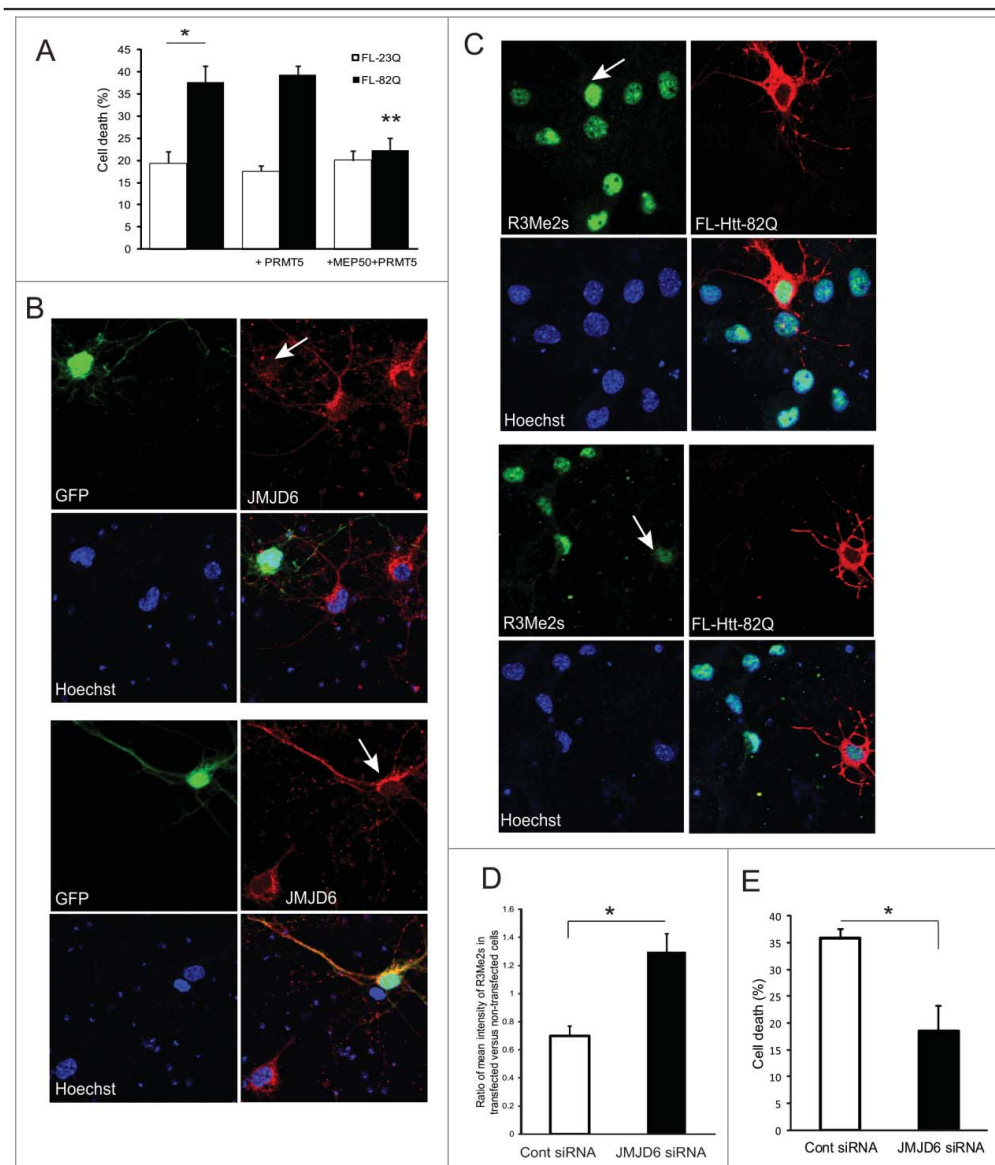 A
Cell death (%)
45
40
35
30
25
20
15
10
5
0
*
**
FL-23Q
FL-82Q
+ PRMT5
+MEP50+PRMT5
B
GFP
JMJD6
Hoechst
GFP
JMJD6
Hoechst
C
R3Me2s
FL-Htt-82Q
Hoechst
R3Me2s
FL-Htt-82Q
Hoechst
D
Ratio of mean intensity of R3Me2s in
transfected versus non-transfected cells
1.6
1.4
1.2
1
0.8
0.6
0.4
0.2
0
*
Cont siRNA
JMJD6 siRNA
E
Cell death (%)
40
35
30
25
20
15
10
5
0
*
Cont siRNA
JMJD6 siRNA